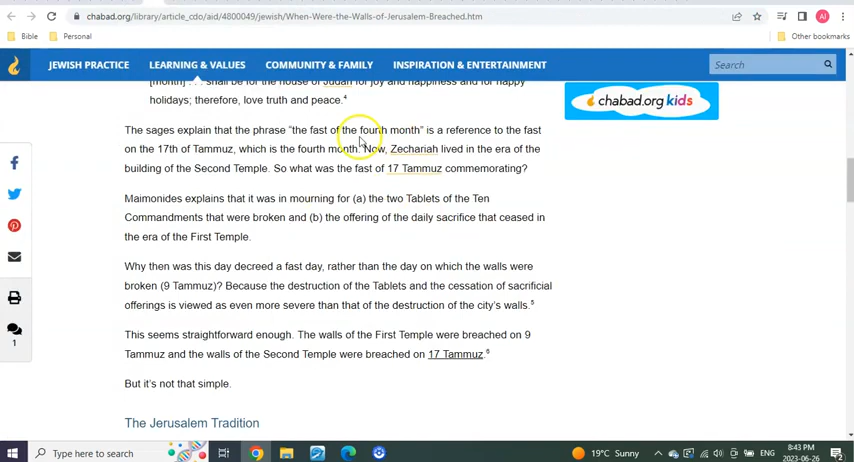 chabad.org/library/article_cdo/aid/4800049/jewish/When-Were-the-Walls-of-Jerusalem-Breached.htm
AI
Bible
Personal
Other bookmarks
JEWISH PRACTICE LEARNING & VALUES COMMUNITY & FAMILY INSPIRATION & ENTERTAINMENT Search
[month] . . . shall be for the house of Judah for joy and happiness and for happy
holidays; therefore, love truth and peace.4
chabad.org kids
The sages explain that the phrase "the fast of the fourth month" is a reference to the fast
on the 17th of Tammuz, which is the fourth month. Now, Zechariah lived in the era of the
building of the Second Temple. So what was the fast of 17 Tammuz commemorating?
Maimonides explains that it was in mourning for (a) the two Tablets of the Ten
Commandments that were broken and (b) the offering of the daily sacrifice that ceased in
the era of the First Temple.
Why then was this day decreed a fast day, rather than the day on which the walls were
broken (9 Tammuz)? Because the destruction of the Tablets and the cessation of sacrificial
offerings is viewed as even more severe than that of the destruction of the city's walls.5
1
This seems straightforward enough. The walls of the First Temple were breached on 9
Tammuz and the walls of the Second Temple were breached on 17 Tammuz.6
But it's not that simple.
The Jerusalem Tradition
Type here to search
19°C Sunny
ENG
8:43 PM
2023-06-26
2